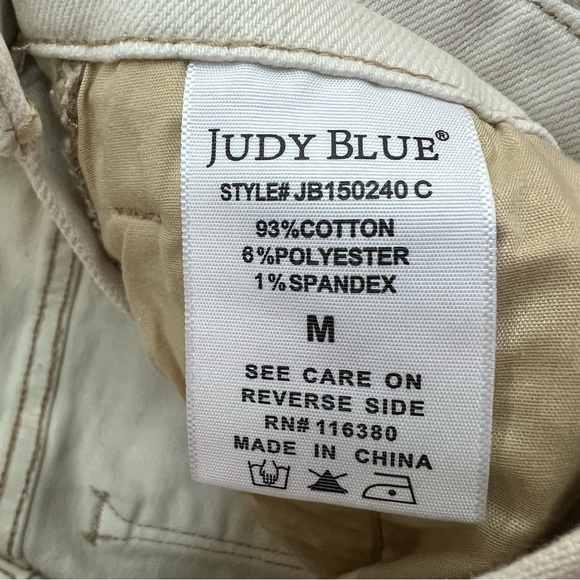 JUDY BLUE®
STYLE# JB150240 C
93%COTTON
6%POLYESTER
1%SPANDEX
M
SEE CARE ON
REVERSE SIDE
RN# 116380
MADE IN CHINA